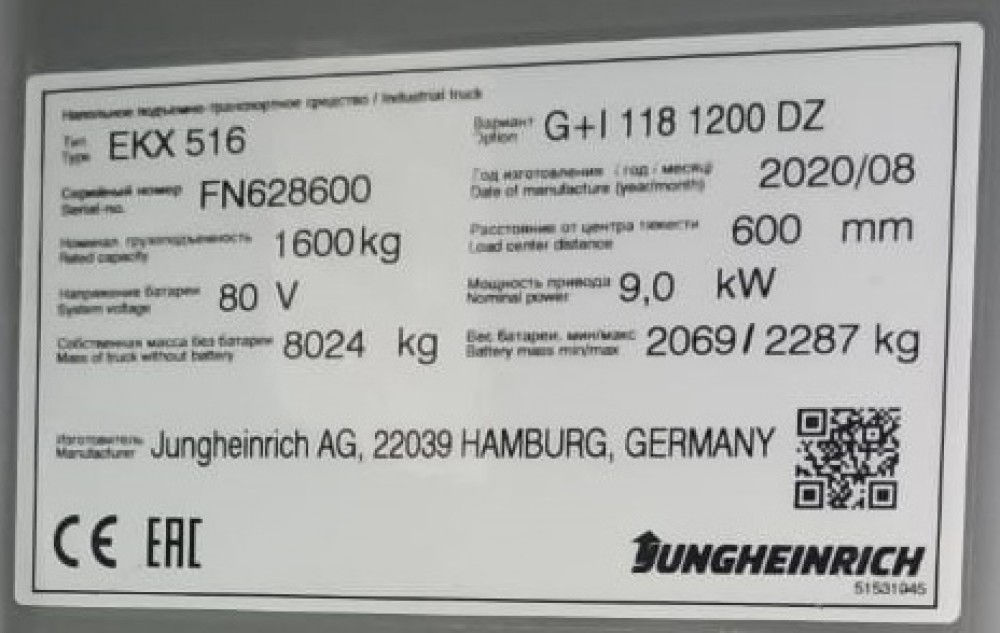 Напольное подъемно-транспортное средство / Industrial truck
Тип
Type EKX 516
Вариант
Option G+I 118 1200 DZ
Серийный номер
Serial-no. FN628600
Год изготовления (год / месяц)
Date of manufacture (year/month) 2020/08
Номинал. грузоподъемность
Rated capacity 1600 kg
Расстояние от центра тяжести
Load center distance 600 mm
Напряжение батареи
System voltage 80 V
Мощность привода
Nominal power 9,0 kW
Собственная масса без батареи
Mass of truck without battery 8024 kg
Вес батареи, мин/макс
Battery mass min/max 2069 / 2287 kg
Изготовитель
Manufacturer Jungheinrich AG, 22039 HAMBURG, GERMANY
CE EAC
JUNGHEINRICH
51531045